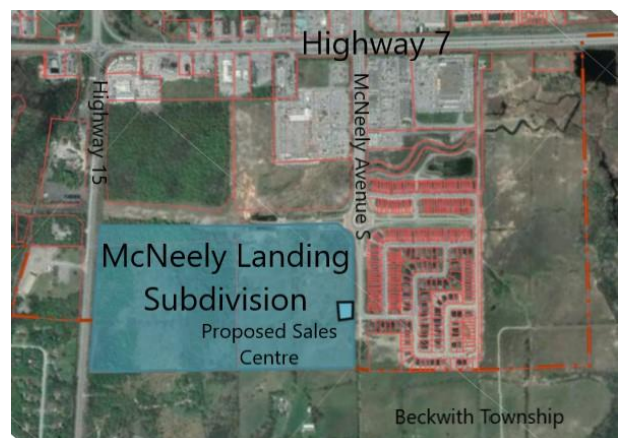 Highway 7
Highway 15
McNeely Avenue S
McNeely Landing
Subdivision
Proposed Sales
Centre
Beckwith Township